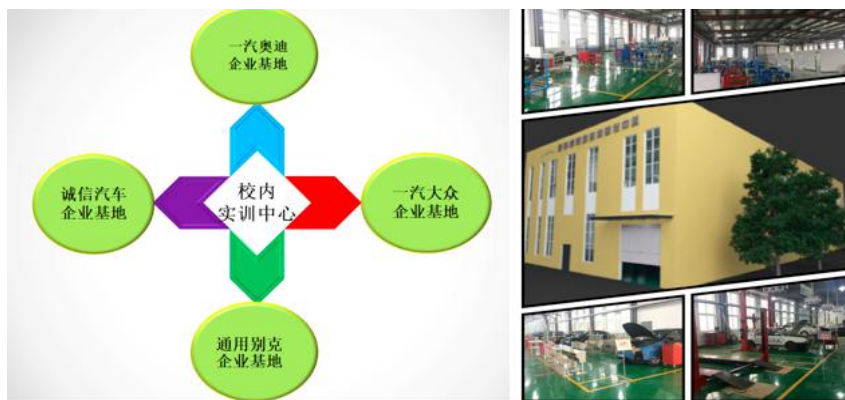 一汽奥迪
企业基地
诚信汽车
企业基地
校内
实训中心
一汽大众
企业基地
通用别克
企业基地